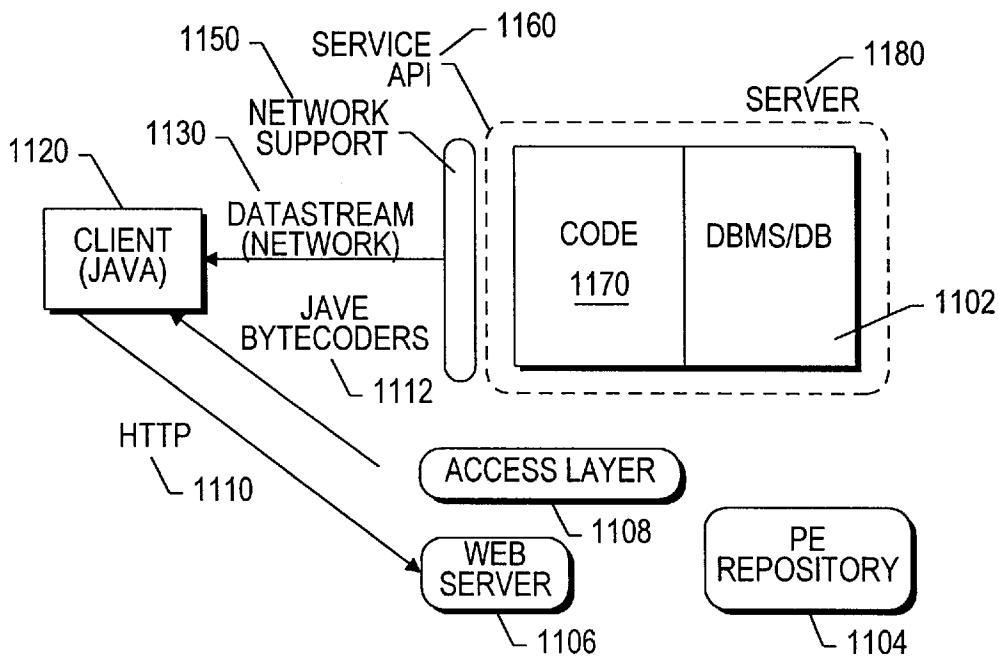 1160
1150
SERVICE
API
1180
SERVER
NETWORK
SUPPORT
1130
1120
DATASTREAM
(NETWORK)
CLIENT
(JAVA)
CODE
1170
DBMS/DB
1102
JAVE
BYTECODERS
1112
HTTP
1110
ACCESS LAYER
1108
WEB
SERVER
1106
PE
REPOSITORY
1104